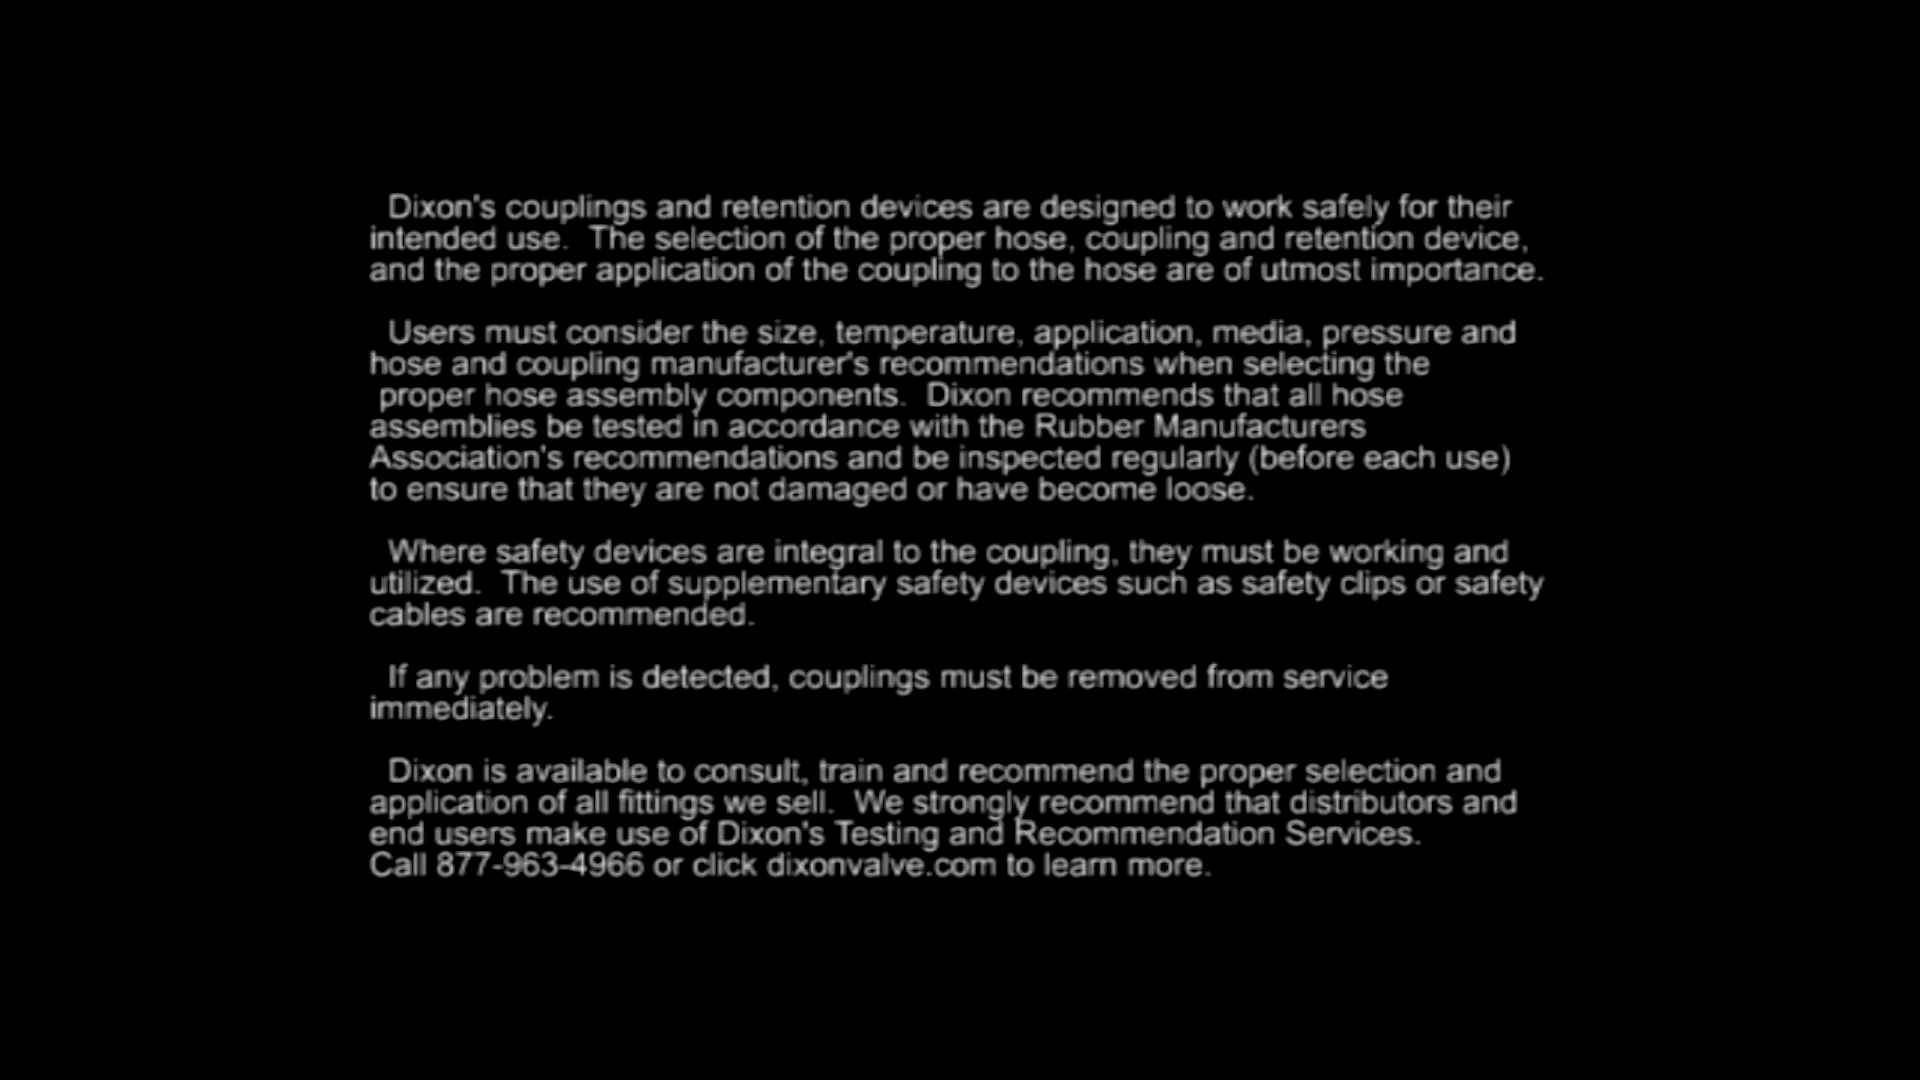 Dixon's couplings and retention devices are designed to work safely for their
intended use.  The selection of the proper hose, coupling and retention device,
and the proper application of the coupling to the hose are of utmost importance.
Users must consider the size, temperature, application, media, pressure and
hose and coupling manufacturer's recommendations when selecting the
proper hose assembly components.  Dixon recommends that all hose
assemblies be tested in accordance with the Rubber Manufacturers
Association's recommendations and be inspected regularly (before each use)
to ensure that they are not damaged or have become loose.
Where safety devices are integral to the coupling, they must be working and
utilized.  The use of supplementary safety devices such as safety clips or safety
cables are recommended.
If any problem is detected, couplings must be removed from service
immediately.
Dixon is available to consult, train and recommend the proper selection and
application of all fittings we sell.  We strongly recommend that distributors and
end users make use of Dixon's Testing and Recommendation Services.
Call 877-963-4966 or click dixonvalve.com to learn more.